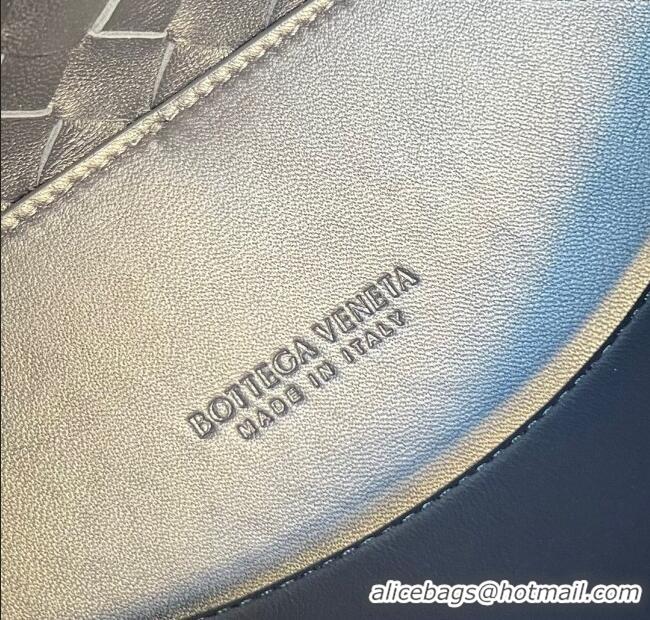 BOTTEGA VENETA
MADE IN ITALY
alicebags@hotmail.com